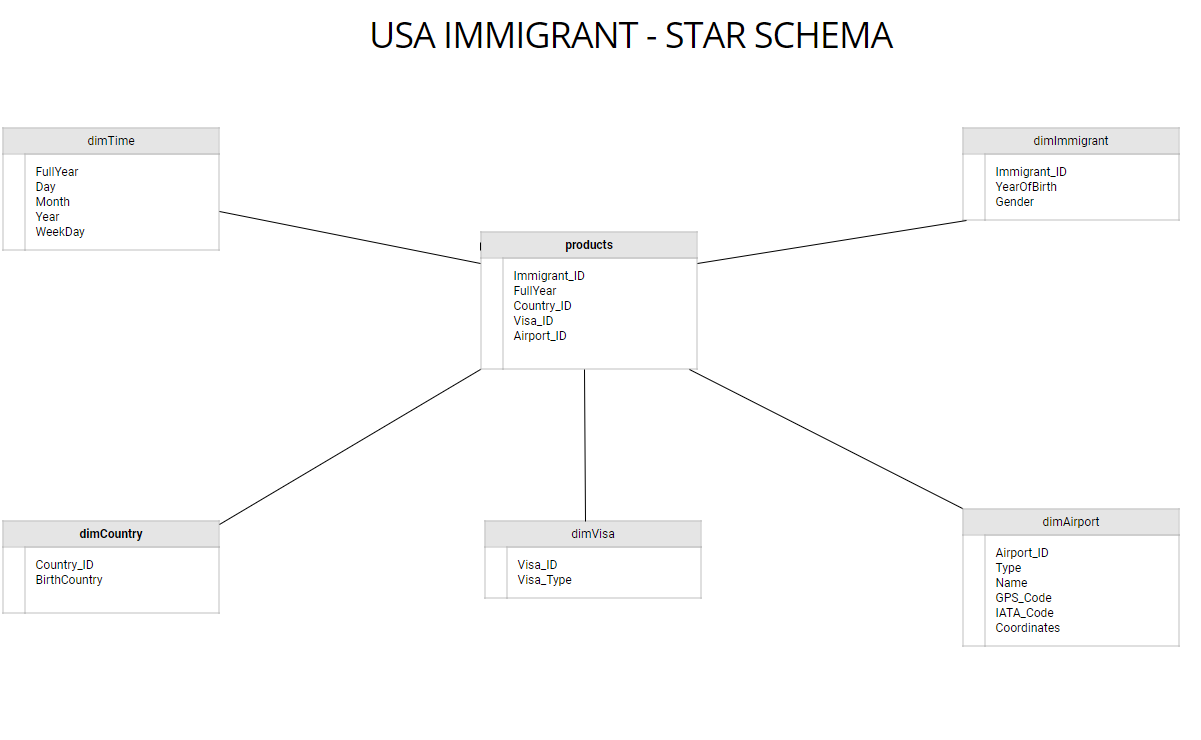 USA IMMIGRANT - STAR SCHEMA
dimTime
FullYear
Day
Month
Year
WeekDay
dimImmigrant
Immigrant_ID
YearOfBirth
Gender
products
Immigrant_ID
FullYear
Country_ID
Visa_ID
Airport_ID
dimCountry
Country_ID
BirthCountry
dimVisa
Visa_ID
Visa_Type
dimAirport
Airport_ID
Type
Name
GPS_Code
IATA_Code
Coordinates